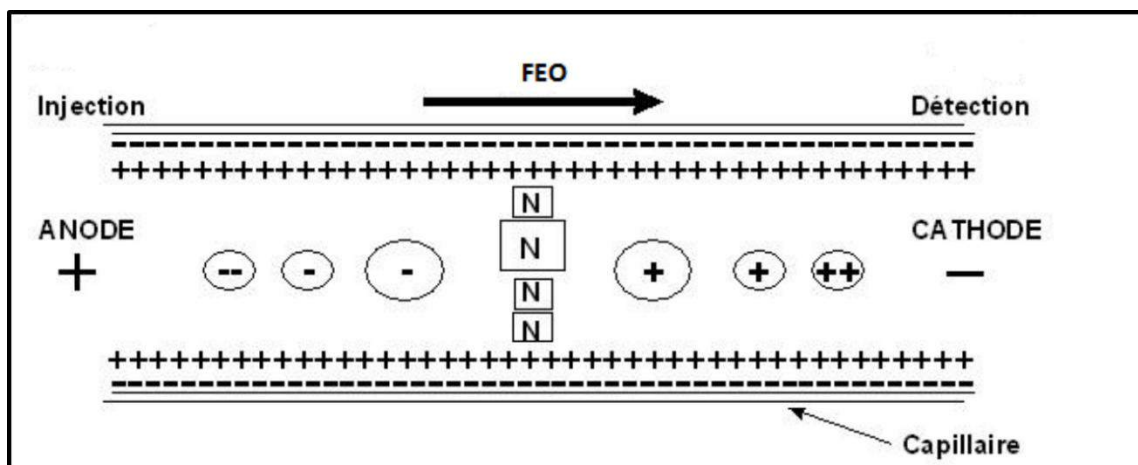 FEO
Injection Détection
------------------------------------------------
++++++++++++++++++++++++++++++++++++++++++
N
ANODE N CATHODE
+ -- - - + + ++ −
N
N
++++++++++++++++++++++++++++++++++++++++++
------------------------------------------------
Capillaire